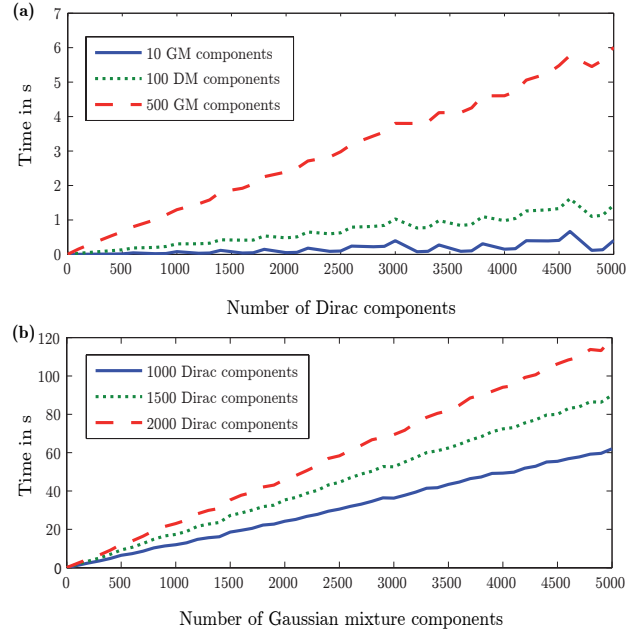 (a)
7
6
5
4
3
2
1
0
Time in s
10 GM components
100 DM components
500 GM components
0 500 1000 1500 2000 2500 3000 3500 4000 4500 5000
Number of Dirac components
(b)
120
100
80
60
40
20
0
Time in s
1000 Dirac components
1500 Dirac components
2000 Dirac components
0 500 1000 1500 2000 2500 3000 3500 4000 4500 5000
Number of Gaussian mixture components